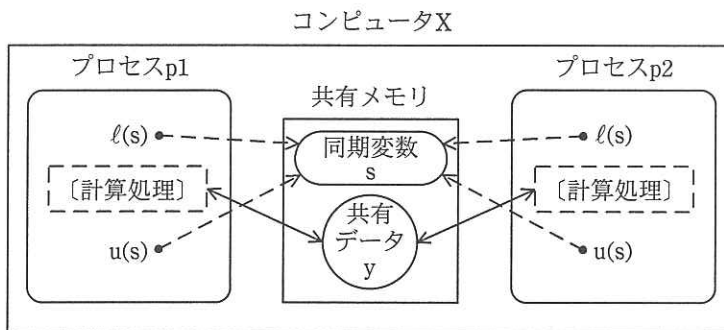 コンピュータX
プロセスp1
プロセスp2
共有メモリ
ℓ(s)
同期変数
s
ℓ(s)
〔計算処理〕
〔計算処理〕
共有
データ
y
u(s)
u(s)